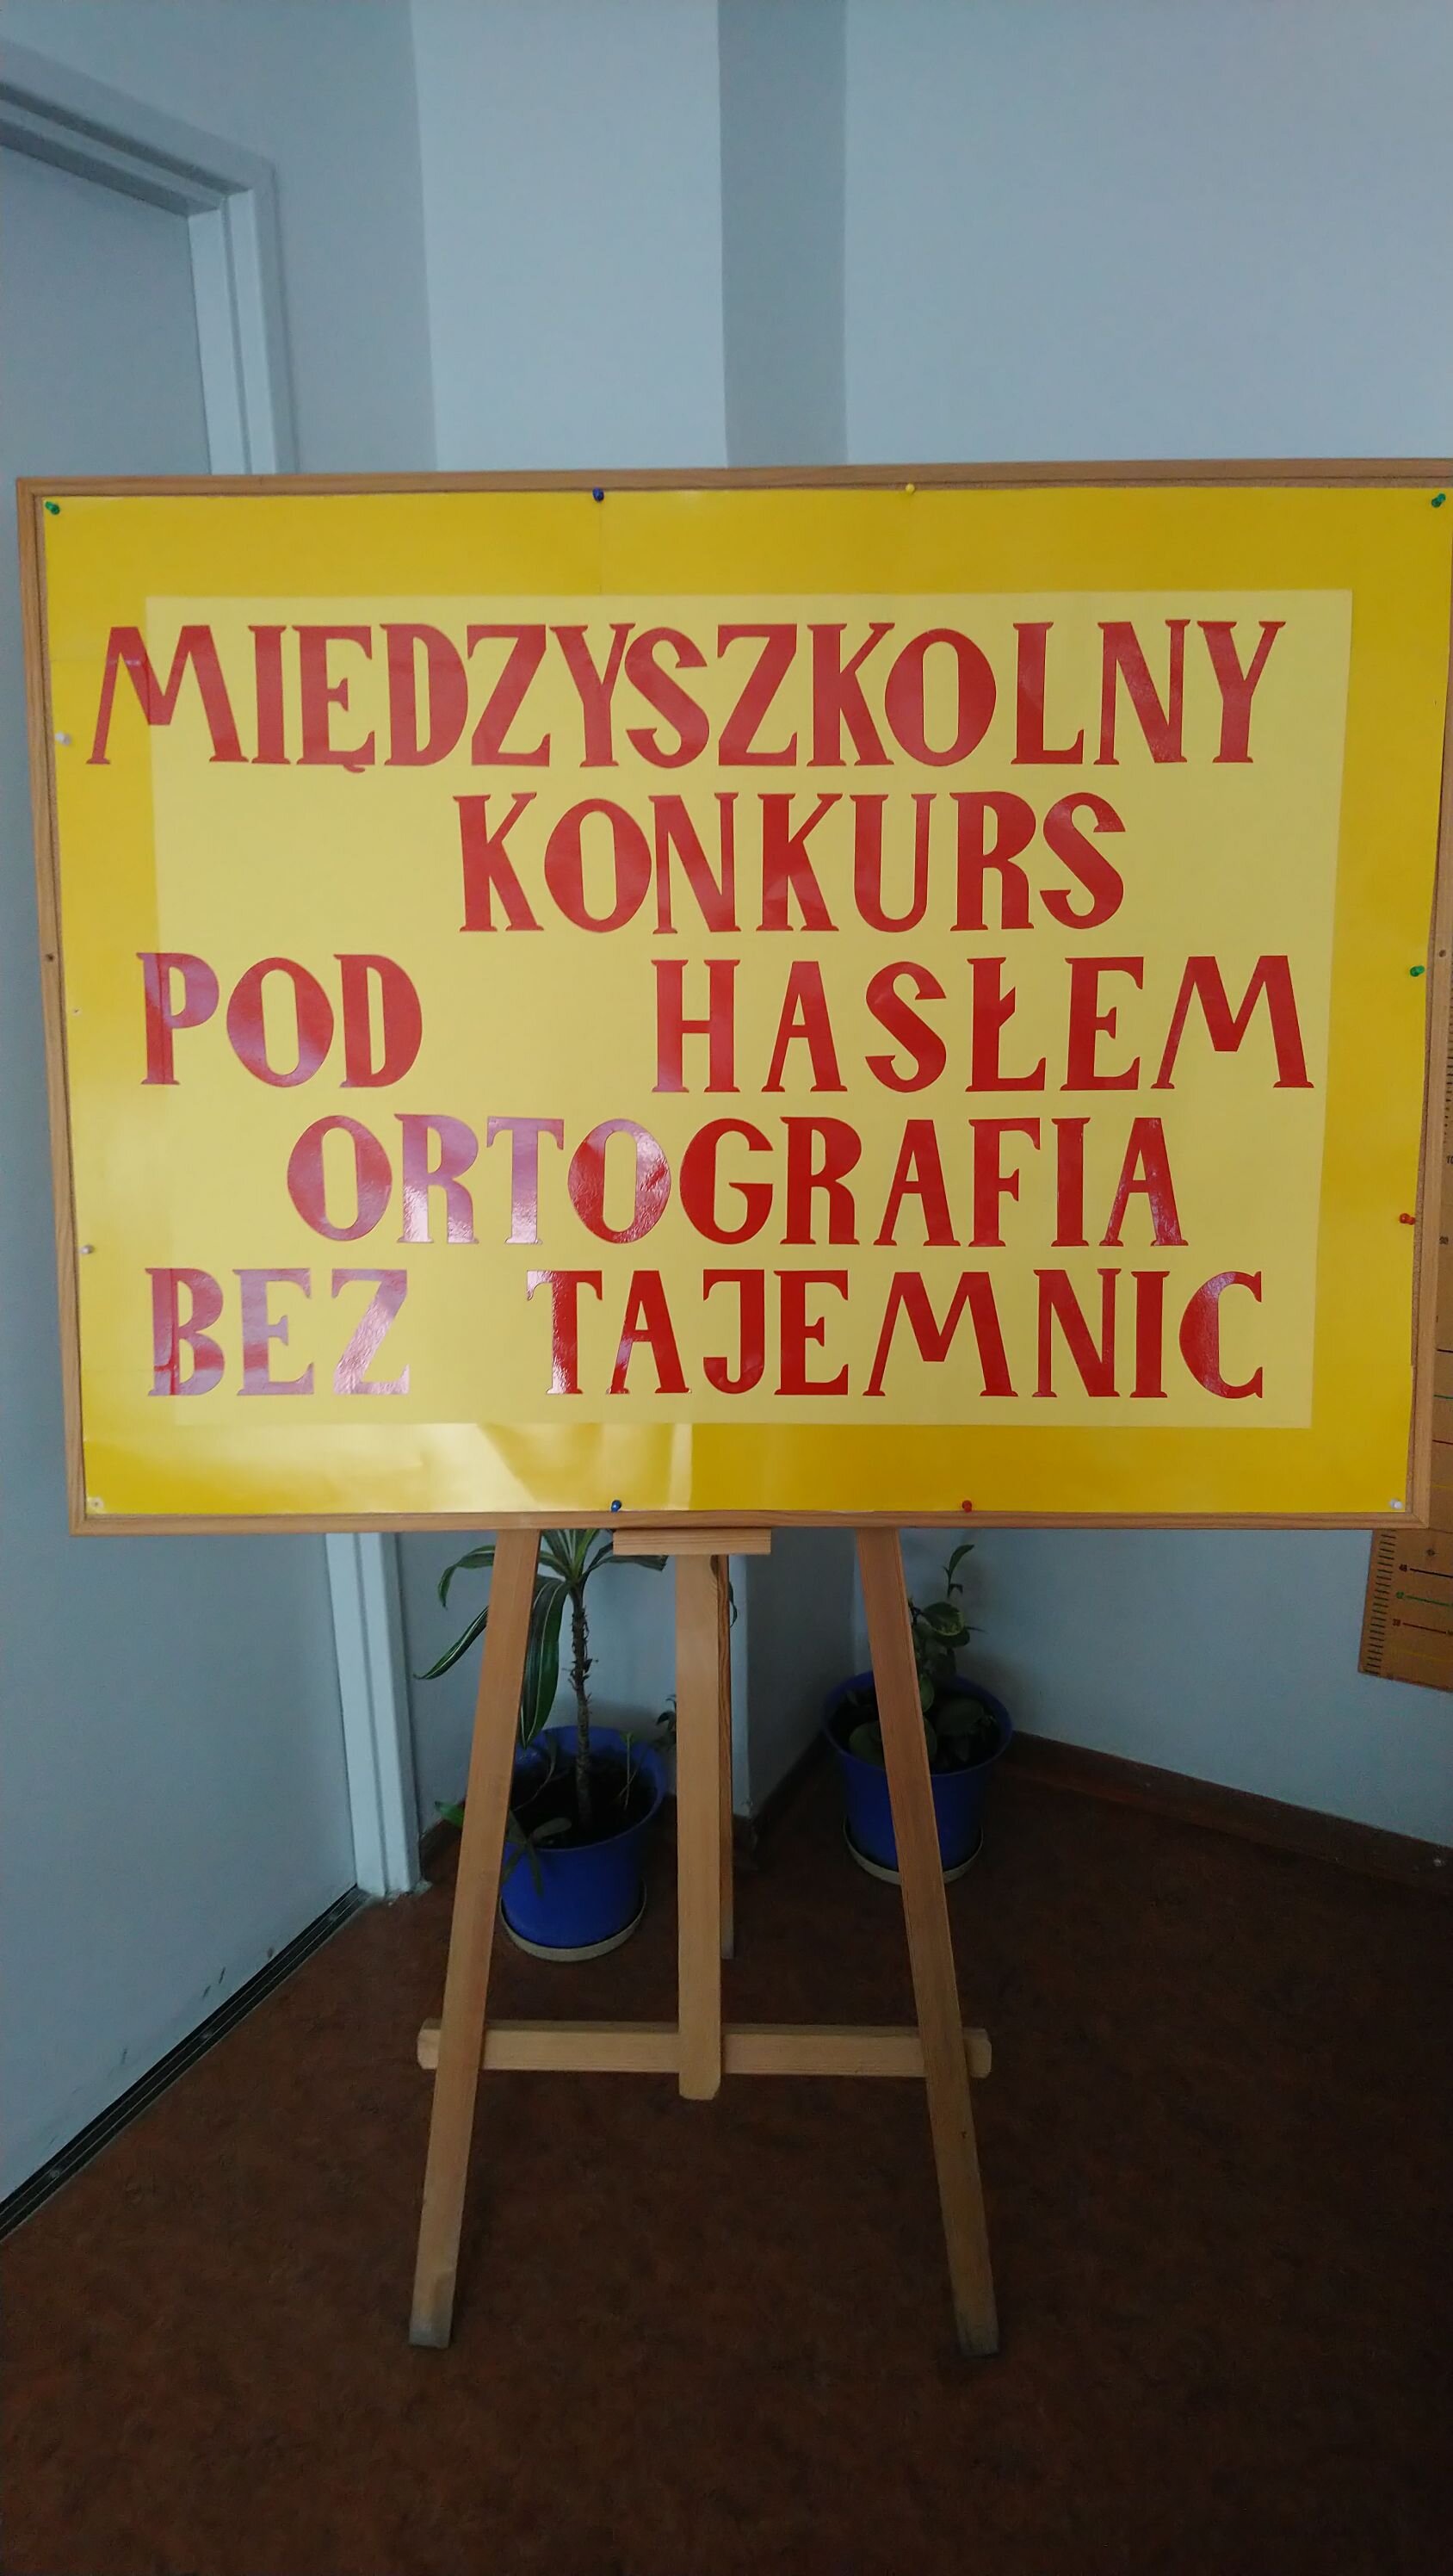 MIĘDZYSZKOLNY
KONKURS
POD HASŁEM
ORTOGRAFIA
BEZ TAJEMNIC